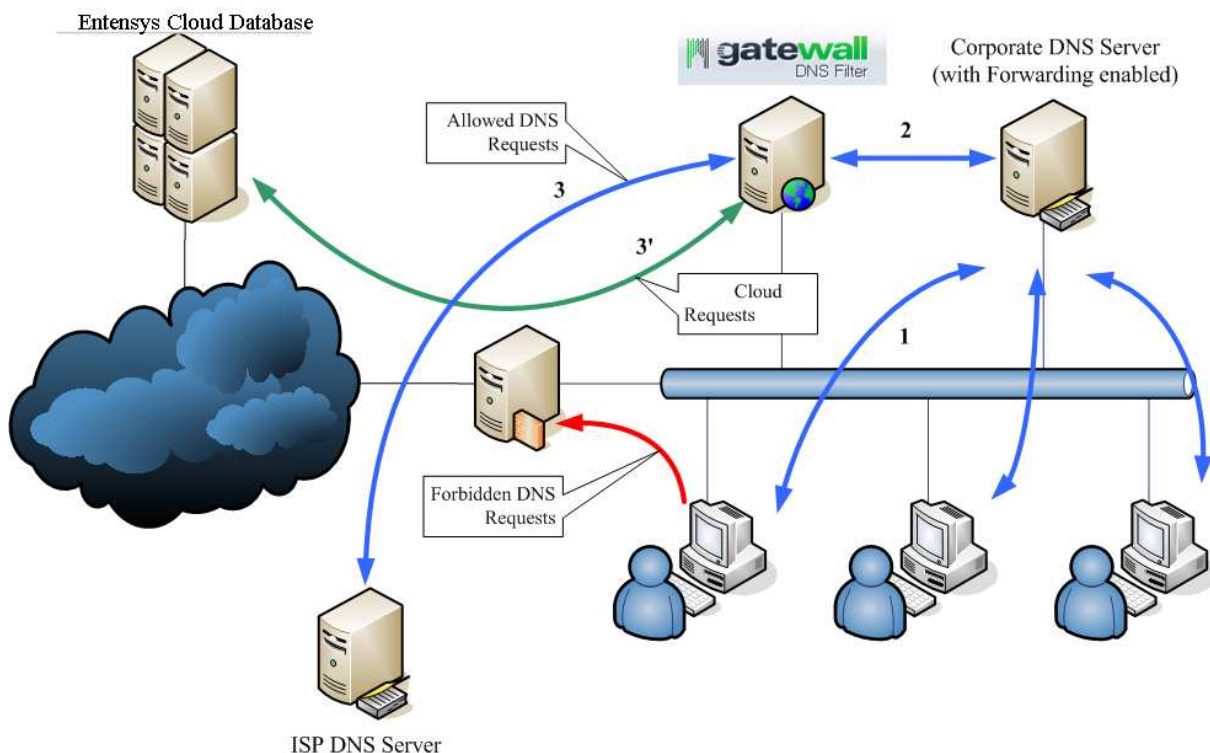 Entensys Cloud Database
gatewall
DNS Filter
Corporate DNS Server
(with Forwarding enabled)
Allowed DNS
Requests
2
3
3'
Cloud
Requests
1
Forbidden DNS
Requests
ISP DNS Server